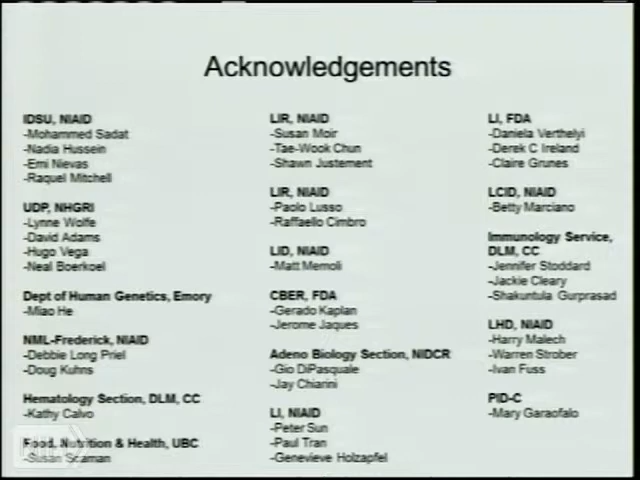 Acknowledgements
IDSU, NIAID
-Mohammed Sadat
-Nadia Hussein
-Emi Nievas
-Raquel Mitchell
UDP, NHGRI
-Lynne Wolfe
-David Adams
-Hugo Vega
-Neal Boerkoel
Dept of Human Genetics, Emory
-Miao He
NML-Frederick, NIAID
-Debbie Long Priel
-Doug Kuhns
Hematology Section, DLM, CC
-Kathy Calvo
Food, Nutrition & Health, UBC
-Susan Scaman
LIR, NIAID
-Susan Moir
-Tae-Wook Chun
-Shawn Justement
LIR, NIAID
-Paolo Lusso
-Raffaello Cimbro
LID, NIAID
-Matt Memoli
CBER, FDA
-Gerado Kaplan
-Jerome Jaques
Adeno Biology Section, NIDCR
-Gio DiPasquale
-Jay Chiarini
LI, NIAID
-Peter Sun
-Paul Tran
-Genevieve Holzapfel
LI, FDA
-Daniela Verthelyi
-Derek C Ireland
-Claire Grunes
LCID, NIAID
-Betty Marciano
Immunology Service,
DLM, CC
-Jennifer Stoddard
-Jackie Cleary
-Shakuntula Gurprasad
LHD, NIAID
-Harry Malech
-Warren Strober
-Ivan Fuss
PID-C
-Mary Garaofalo